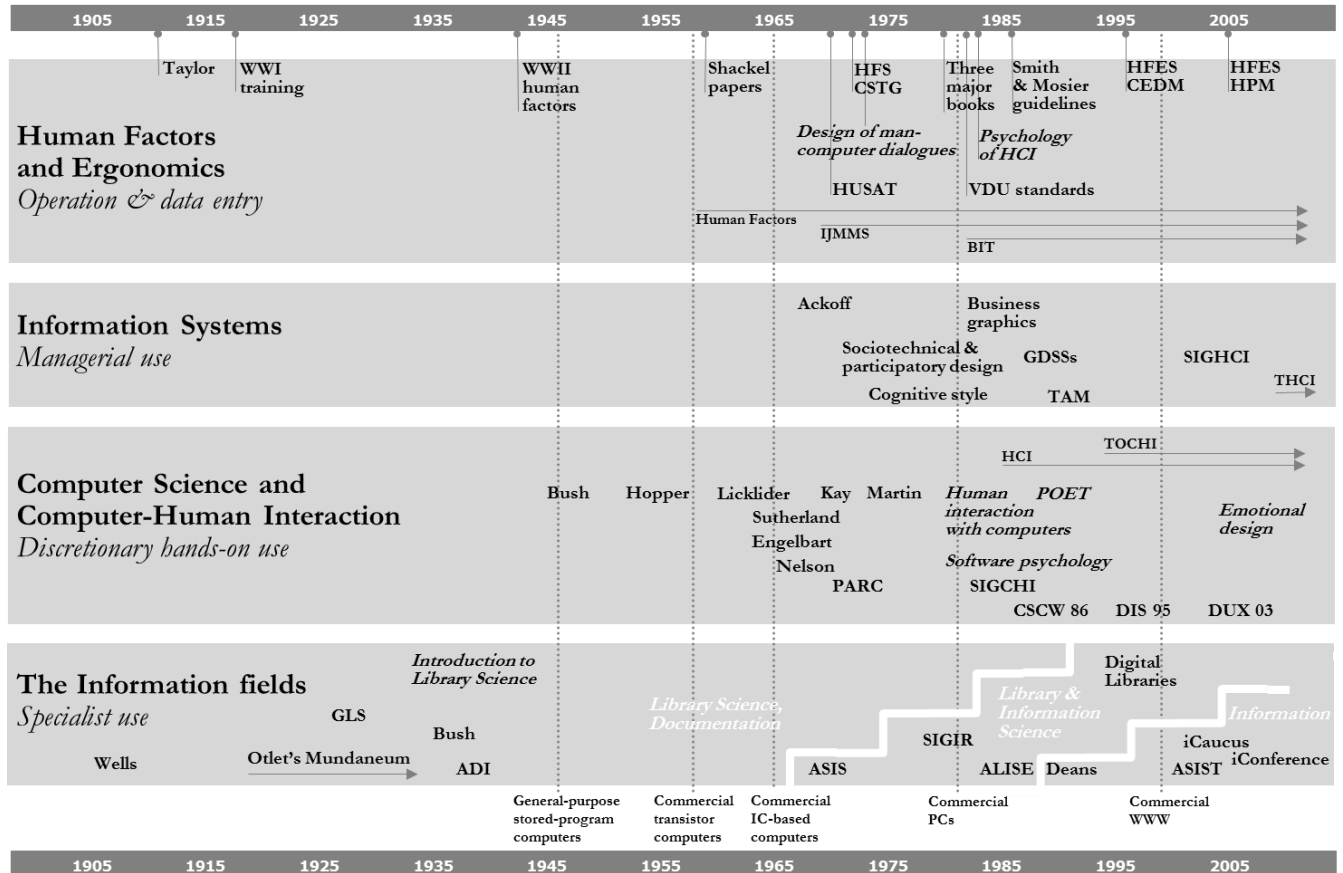 1905 1915 1925 1935 1945 1955 1965 1975 1985 1995 2005
Taylor
WWI
training
WWII
human
factors
Shackel
papers
HFS
CSTG
Three
major
books
Smith
& Mosier
guidelines
HFES
CEDM
HFES
HPM
Human Factors
and Ergonomics
Operation & data entry
Design of man-
computer dialogues
Psychology
of HCI
HUSAT
VDU standards
Human Factors
IJMMS
BIT
Information Systems
Managerial use
Ackoff
Business
graphics
Sociotechnical &
participatory design
GDSSs
SIGHCI
Cognitive style
TAM
THCI
Computer Science and
Computer-Human Interaction
Discretionary hands-on use
TOCHI
HCI
Bush
Hopper
Licklider
Kay
Martin
Human
interaction
with computers
POET
Emotional
design
Sutherland
Engelbart
Nelson
PARC
Software psychology
SIGCHI
CSCW 86
DIS 95
DUX 03
The Information fields
Specialist use
Introduction to
Library Science
GLS
Bush
Wells
Otlet's Mundaneum
ADI
Library Science,
Documentation
Library &
Information
Science
Digital
Libraries
Information
SIGIR
iCaucus
iConference
ASIS
ALISE
Deans
ASIST
General-purpose
stored-program
computers
Commercial
transistor
computers
Commercial
IC-based
computers
Commercial
PCs
Commercial
WWW
1905 1915 1925 1935 1945 1955 1965 1975 1985 1995 2005